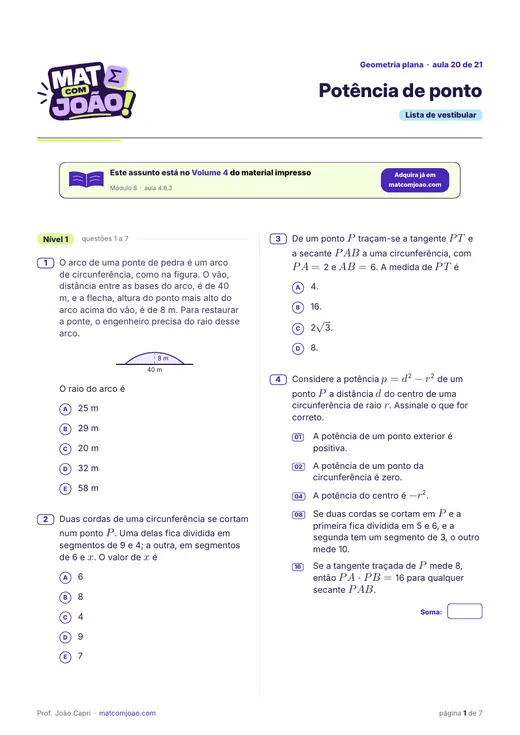 MAT Σ
COM
JOÃO!
Geometria plana · aula 20 de 21
Potência de ponto
Lista de vestibular
Este assunto está no Volume 4 do material impresso
Módulo 8 · aula 4.8.3
Adquira já em
matcomjoao.com
Nível 1 questões 1 a 7
1 O arco de uma ponte de pedra é um arco
de circunferência, como na figura. O vão,
distância entre as bases do arco, é de 40
m, e a flecha, altura do ponto mais alto do
arco acima do vão, é de 8 m. Para restaurar
a ponte, o engenheiro precisa do raio desse
arco.
8 m
40 m
O raio do arco é
A 25 m
B 29 m
C 20 m
D 32 m
E 58 m
2 Duas cordas de uma circunferência se cortam
num ponto P. Uma delas fica dividida em
segmentos de 9 e 4; a outra, em segmentos
de 6 e x. O valor de x é
A 6
B 8
C 4
D 9
E 7
3 De um ponto P traçam-se a tangente PT e
a secante PAB a uma circunferência, com
PA = 2 e AB = 6. A medida de PT é
A 4.
B 16.
C 2√3.
D 8.
4 Considere a potência p = d² − r² de um
ponto P a distância d do centro de uma
circunferência de raio r. Assinale o que for
correto.
01 A potência de um ponto exterior é
positiva.
02 A potência de um ponto da
circunferência é zero.
04 A potência do centro é −r².
08 Se duas cordas se cortam em P e a
primeira fica dividida em 5 e 6, e a
segunda tem um segmento de 3, o outro
mede 10.
16 Se a tangente traçada de P mede 8,
então PA · PB = 16 para qualquer
secante PAB.
Soma:
Prof. João Capri · matcomjoao.com
página 1 de 7